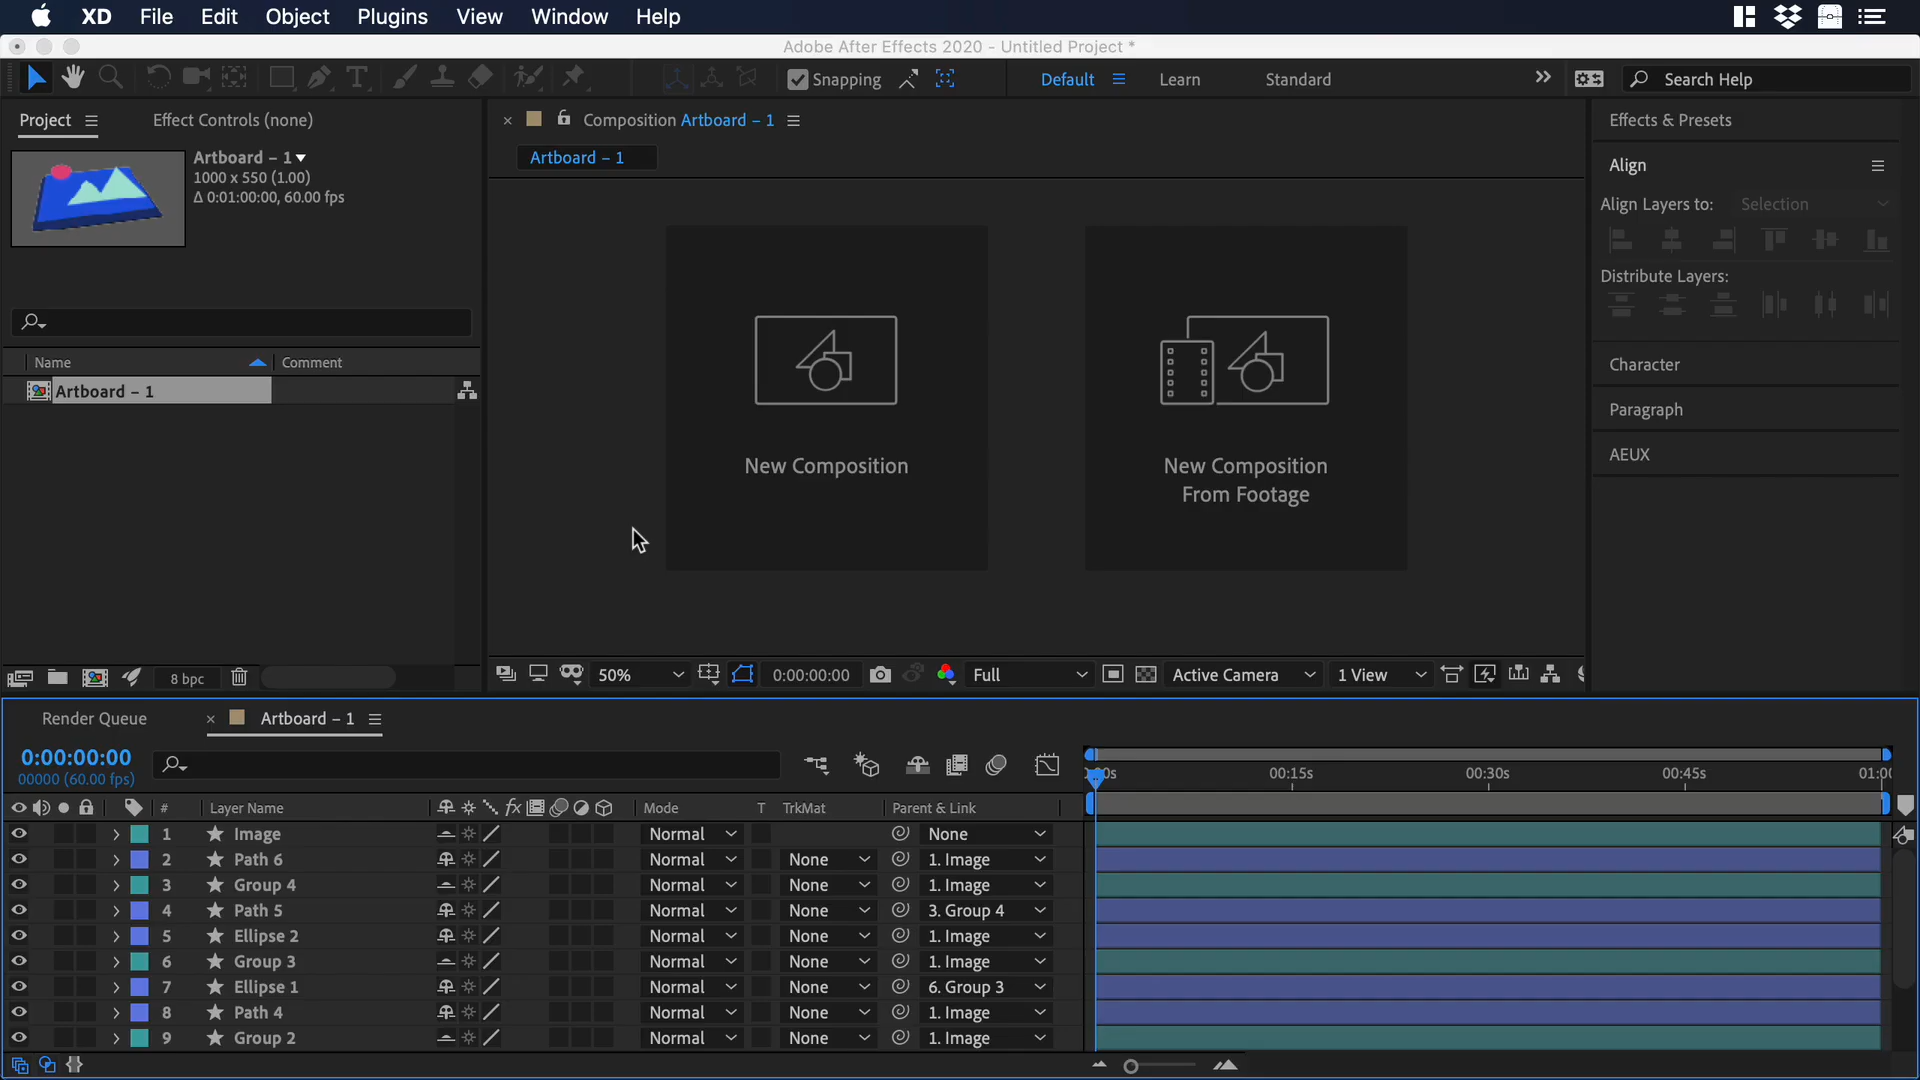 XD File Edit Object Plugins View Window Help
Adobe After Effects 2020 - Untitled Project *
Snapping Default Learn Standard Search Help
Project Effect Controls (none)
Artboard – 1
1000 x 550 (1.00)
Δ 0:01:00:00, 60.00 fps
Name Comment
Artboard – 1
8 bpc
Composition Artboard – 1
Artboard – 1
New Composition
New Composition
From Footage
50% 0:00:00:00 Full Active Camera 1 View
Effects & Presets
Align
Align Layers to: Selection
Distribute Layers:
Character
Paragraph
AEUX
Render Queue Artboard – 1
0:00:00:00
00000 (60.00 fps)
00:15s 00:30s 00:45s
# Layer Name Mode T TrkMat Parent & Link
1 Image Normal None
2 Path 6 Normal None 1. Image
3 Group 4 Normal None 1. Image
4 Path 5 Normal None 3. Group 4
5 Ellipse 2 Normal None 1. Image
6 Group 3 Normal None 1. Image
7 Ellipse 1 Normal None 6. Group 3
8 Path 4 Normal None 1. Image
9 Group 2 Normal None 1. Image